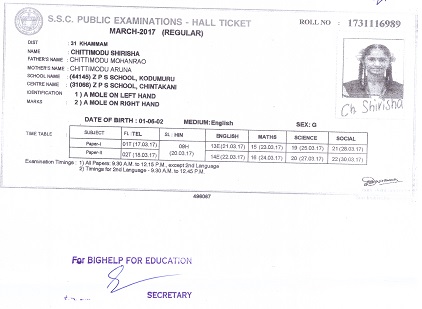 S.S.C. PUBLIC EXAMINATIONS - HALL TICKET
MARCH-2017 (REGULAR)
ROLL NO : 1731116989
DIST : 31 KHAMMAM
NAME : CHITTIMODU SHIRISHA
FATHER'S NAME : CHITTIMODU MOHANRAO
MOTHER'S NAME : CHITTIMODU ARUNA
SCHOOL NAME : (44145) Z P S SCHOOL, KODUMURU
CENTRE NAME : (31066) Z P S SCHOOL, CHINTAKANI
IDENTIFICATION : 1 ) A MOLE ON LEFT HAND
MARKS : 2 ) A MOLE ON RIGHT HAND
Ch Shirisha
DATE OF BIRTH : 01-06-02 MEDIUM:English SEX: G
TIME TABLE :
SUBJECT FL TEL SL HIN ENGLISH MATHS SCIENCE SOCIAL
Paper-I 01T (17.03.17) 09H (20.03.17) 13E (21.03.17) 15 (23.03.17) 19 (25.03.17) 21 (28.03.17)
Paper-II 02T (18.03.17) 14E (22.03.17) 16 (24.03.17) 20 (27.03.17) 22 (30.03.17)
Examination Timings : 1) All Papers: 9.30 A.M. to 12.15 P.M., except 2nd Language
2) Timings for 2nd Language - 9.30 A.M. to 12.45 P.M.
496087
For BIGHELP FOR EDUCATION
SECRETARY